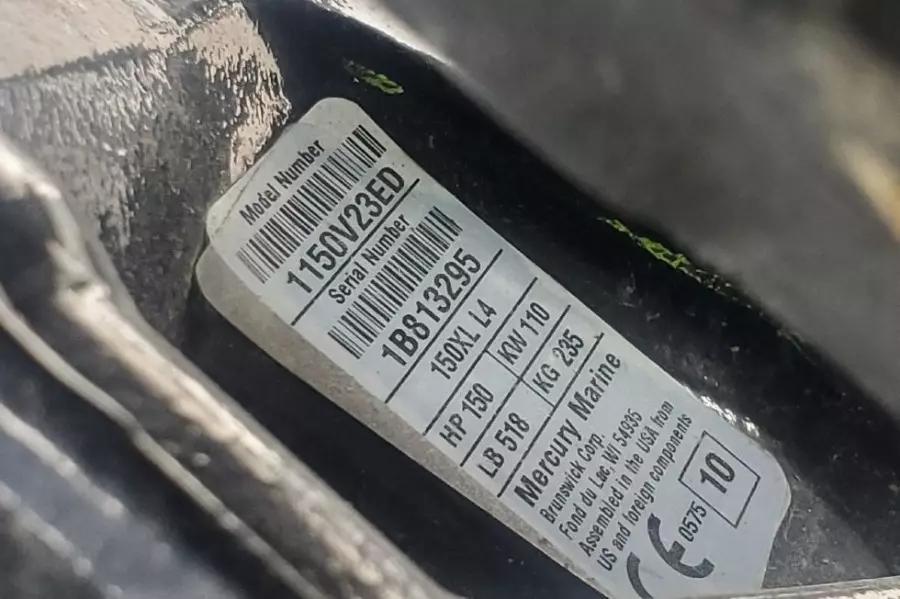 Model Number
1150V23ED
Serial Number
1B813295
150XL L4
HP 150 KW 110
LB 518 KG 235
Mercury Marine
Brunswick Corp.
Fond du Lac, WI 54935
Assembled in the USA from
US and foreign components
CE 0575 10